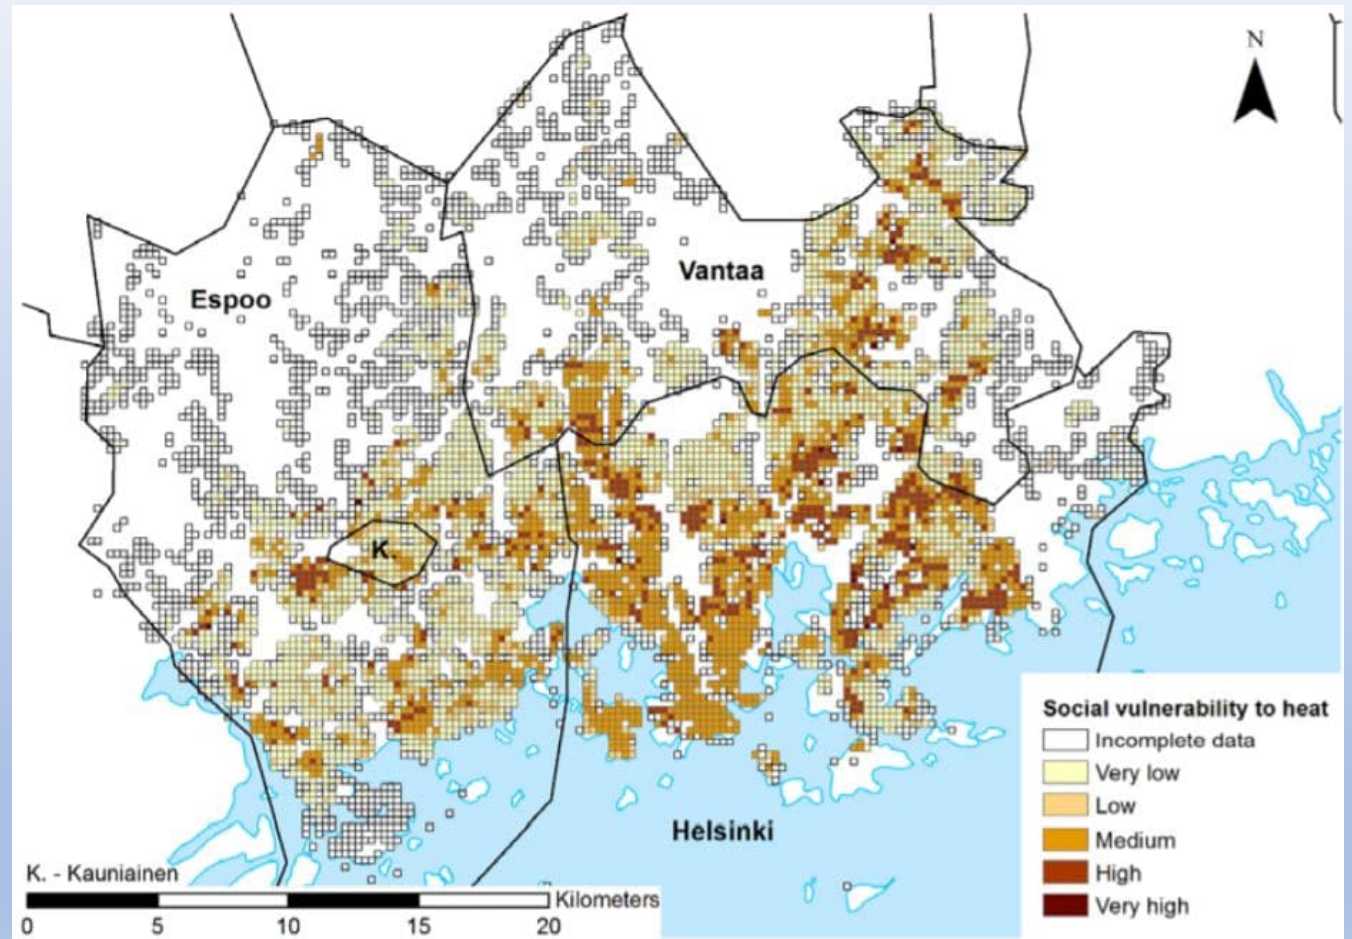 N
Vantaa
Espoo
K.
Helsinki
Social vulnerability to heat
Incomplete data
Very low
Low
Medium
High
Very high
K. - Kauniainen
Kilometers
0 5 10 15 20